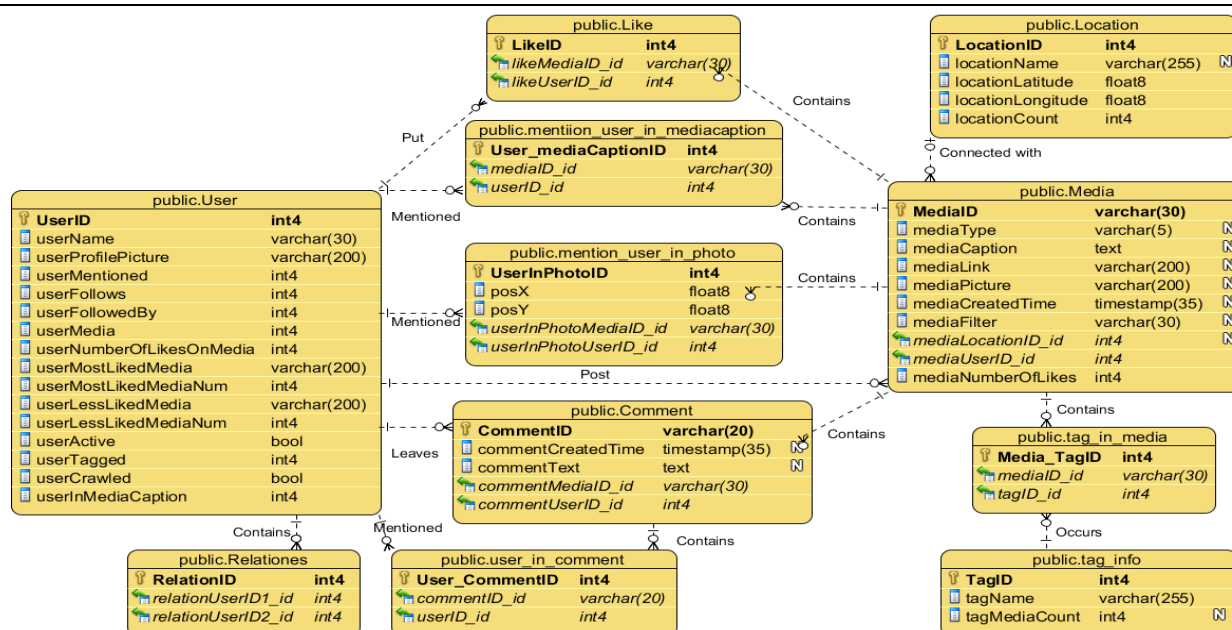 public.Like
LikeID int4
likeMediaID_id varchar(30)
likeUserID_id int4
public.Location
LocationID int4
locationName varchar(255) N
locationLatitude float8
locationLongitude float8
locationCount int4
Contains
Put
Connected with
public.mentiion_user_in_mediacaption
User_mediaCaptionID int4
mediaID_id varchar(30)
userID_id int4
Mentioned
Contains
public.User
UserID int4
userName varchar(30)
userProfilePicture varchar(200)
userMentioned int4
userFollows int4
userFollowedBy int4
userMedia int4
userNumberOfLikesOnMedia int4
userMostLikedMedia varchar(200)
userMostLikedMediaNum int4
userLessLikedMedia varchar(200)
userLessLikedMediaNum int4
userActive bool
userTagged int4
userCrawled bool
userInMediaCaption int4
public.Media
MediaID varchar(30)
mediaType varchar(5) N
mediaCaption text N
mediaLink varchar(200) N
mediaPicture varchar(200) N
mediaCreatedTime timestamp(35) N
mediaFilter varchar(30) N
mediaLocationID_id int4 N
mediaUserID_id int4
mediaNumberOfLikes int4
public.mention_user_in_photo
UserInPhotoID int4
posX float8
posY float8
userInPhotoMediaID_id varchar(30)
userInPhotoUserID_id int4
Contains
Mentioned
Post
public.Comment
CommentID varchar(20)
commentCreatedTime timestamp(35) N
commentText text N
commentMediaID_id varchar(30)
commentUserID_id int4
Leaves
Contains
Contains
public.tag_in_media
Media_TagID int4
mediaID_id varchar(30)
tagID_id int4
Contains
Mentioned
Contains
Occurs
public.Relationes
RelationID int4
relationUserID1_id int4
relationUserID2_id int4
public.user_in_comment
User_CommentID int4
commentID_id varchar(20)
userID_id int4
public.tag_info
TagID int4
tagName varchar(255)
tagMediaCount int4 N